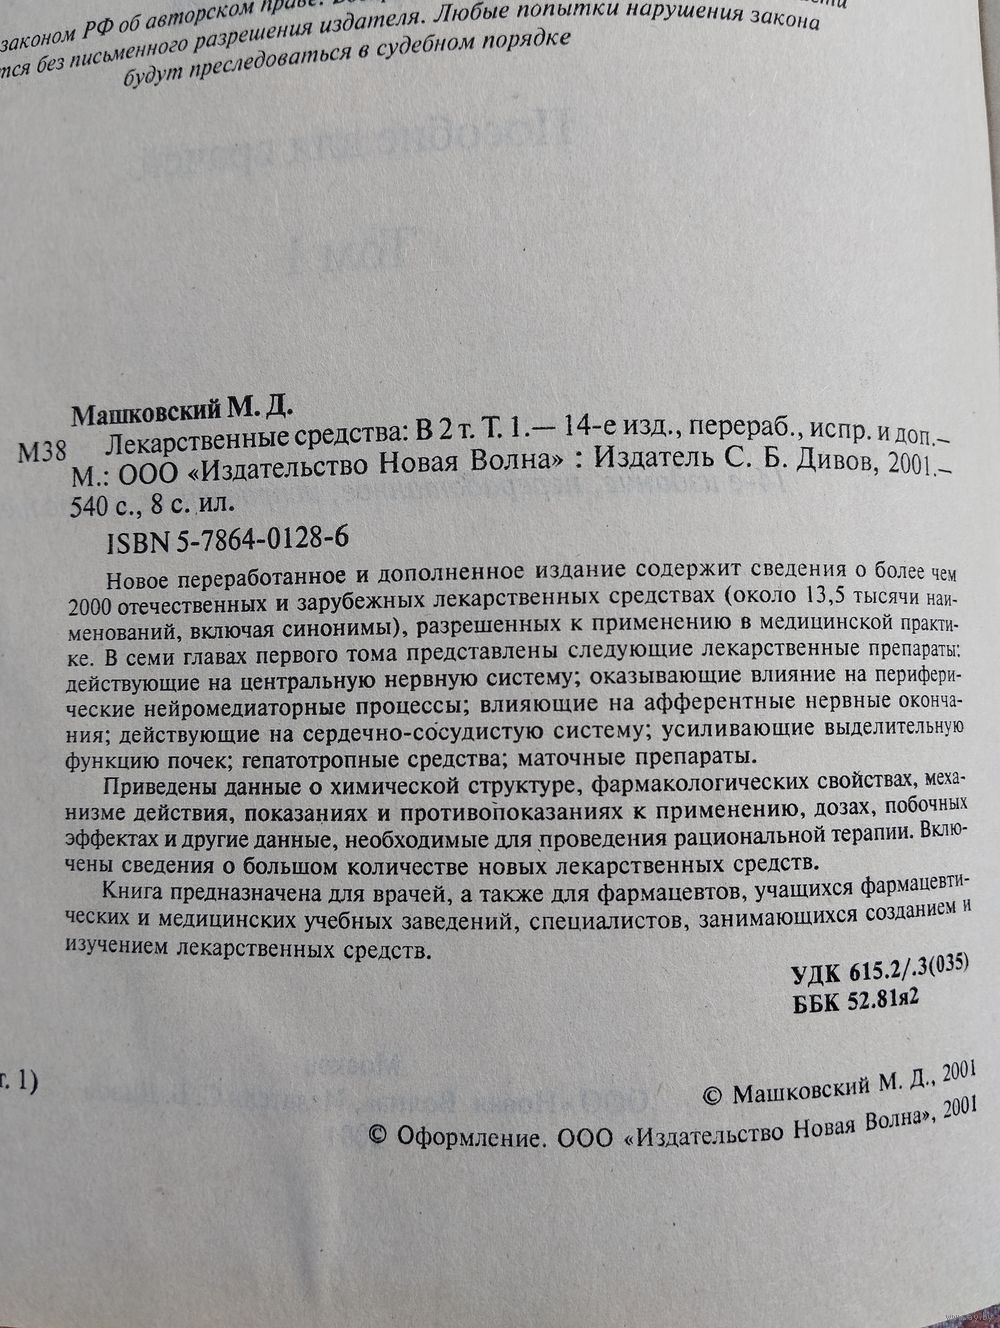 законом РФ об авторском праве.
тся без письменного разрешения издателя. Любые попытки нарушения закона
будут преследоваться в судебном порядке
Пособие для врачей
Том 1
Машковский М. Д.
М38 Лекарственные средства: В 2 т. Т. 1.— 14-е изд., перераб., испр. и доп.–
М.: ООО «Издательство Новая Волна» : Издатель С. Б. Дивов, 2001.–
540 с., 8 с. ил.
ISBN 5-7864-0128-6
Новое переработанное и дополненное издание содержит сведения о более чем
2000 отечественных и зарубежных лекарственных средствах (около 13,5 тысячи наи-
менований, включая синонимы), разрешенных к применению в медицинской практи-
ке. В семи главах первого тома представлены следующие лекарственные препараты:
действующие на центральную нервную систему; оказывающие влияние на перифери-
ческие нейромедиаторные процессы; влияющие на афферентные нервные оконча-
ния; действующие на сердечно-сосудистую систему; усиливающие выделительную
функцию почек; гепатотропные средства; маточные препараты.
Приведены данные о химической структуре, фармакологических свойствах, меха-
низме действия, показаниях и противопоказаниях к применению, дозах, побочных
эффектах и другие данные, необходимые для проведения рациональной терапии. Вклю-
чены сведения о большом количестве новых лекарственных средств.
Книга предназначена для врачей, а также для фармацевтов, учащихся фармацевти-
ческих и медицинских учебных заведений, специалистов, занимающихся созданием и
изучением лекарственных средств.
УДК 615.2/.3(035)
ББК 52.81я2
т. 1)
© Машковский М. Д., 2001
© Оформление. ООО «Издательство Новая Волна», 2001